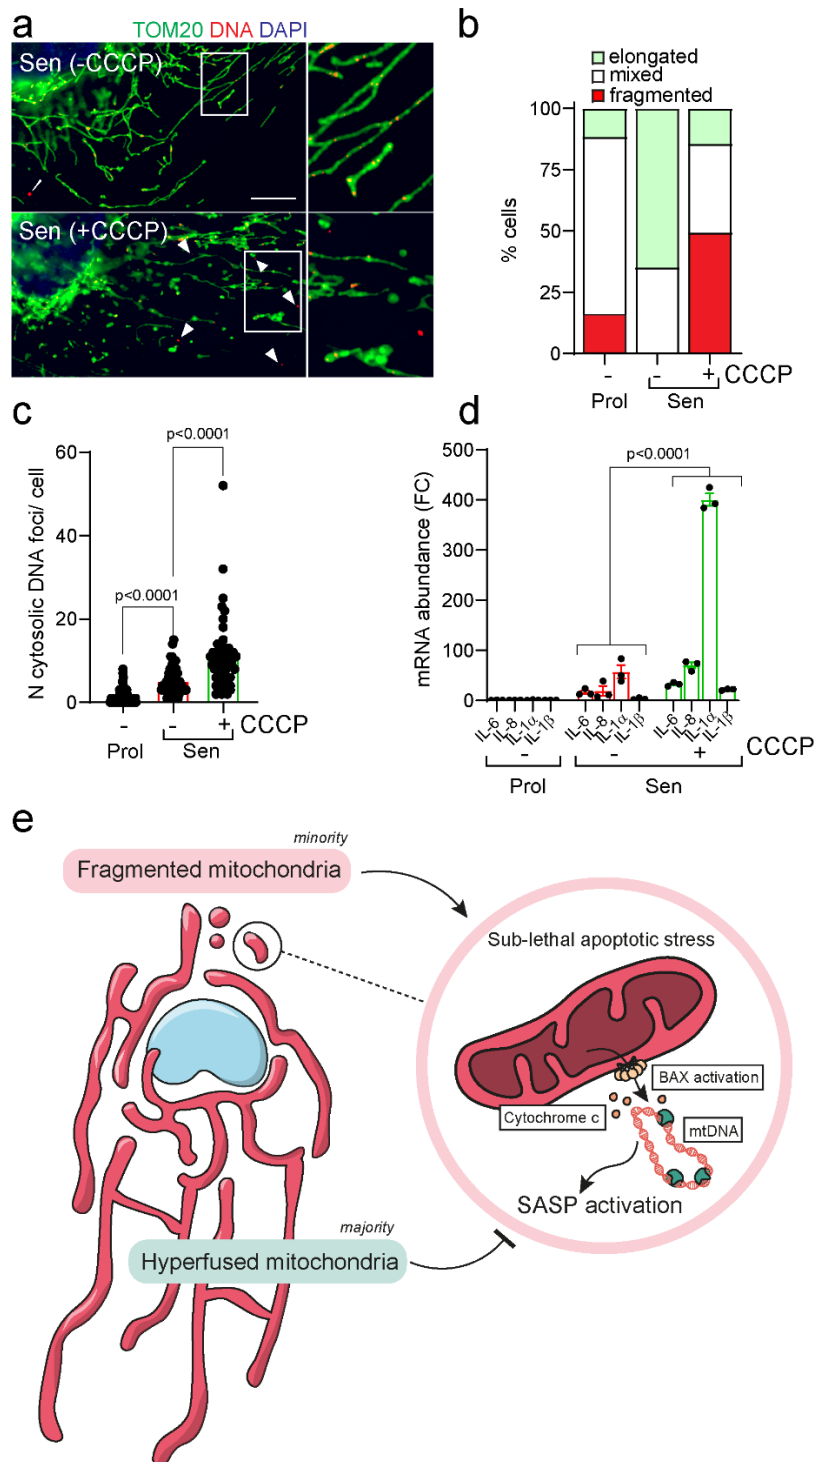 a
TOM20 DNA DAPI
Sen (-CCCP)
Sen (+CCCP)
b
elongated
mixed
fragmented
100
75
50
25
0
% cells
- - + CCCP
Prol Sen
c
p<0.0001
p<0.0001
60
40
20
0
N cytosolic DNA foci/ cell
- - + CCCP
Prol Sen
d
p<0.0001
500
400
300
200
100
0
mRNA abundance (FC)
IL-6 IL-8 IL-1α IL-1β IL-6 IL-8 IL-1α IL-1β IL-6 IL-8 IL-1α IL-1β
- - + CCCP
Prol Sen
e
minority
Fragmented mitochondria
Sub-lethal apoptotic stress
BAX activation
Cytochrome c
mtDNA
SASP activation
majority
Hyperfused mitochondria